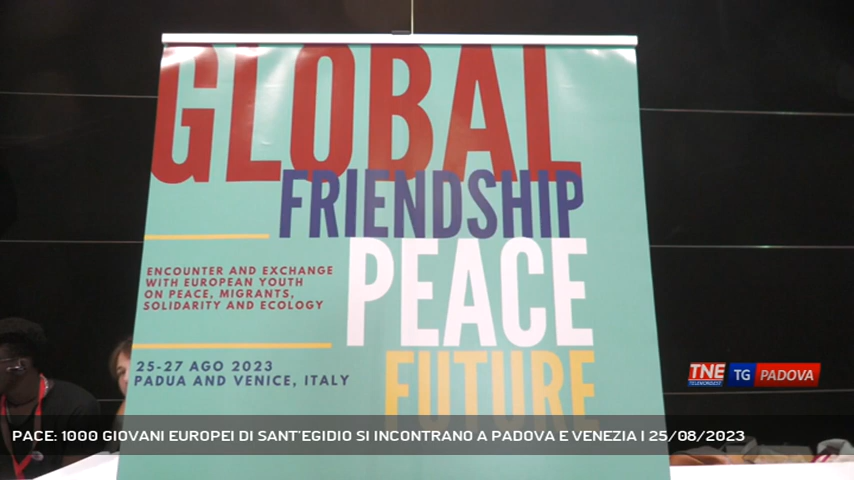 GLOBAL
FRIENDSHIP
PEACE
FUTURE
ENCOUNTER AND EXCHANGE
WITH EUROPEAN YOUTH
ON PEACE, MIGRANTS,
SOLIDARITY AND ECOLOGY
25-27 AGO 2023
PADUA AND VENICE, ITALY
TNE
TELENORDEST
TG PADOVA
PACE: 1000 GIOVANI EUROPEI DI SANT'EGIDIO SI INCONTRANO A PADOVA E VENEZIA | 25/08/2023